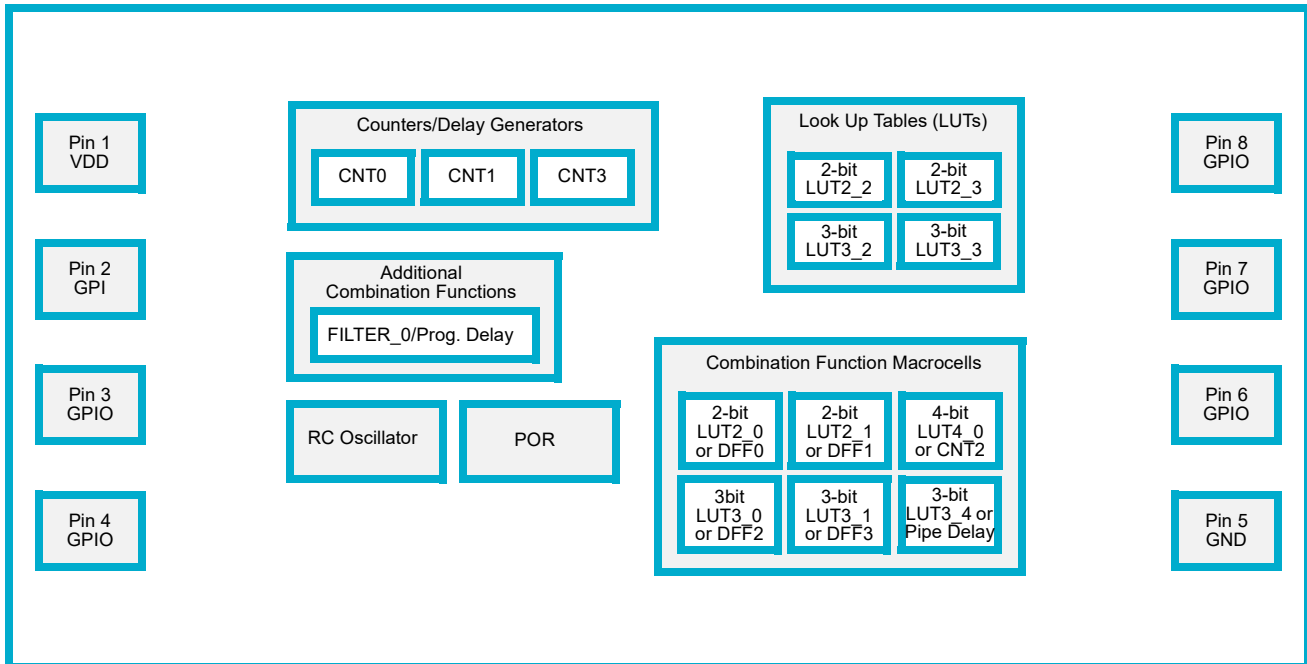 Pin 1
VDD
Pin 2
GPI
Pin 3
GPIO
Pin 4
GPIO
Counters/Delay Generators
CNT0
CNT1
CNT3
Additional
Combination Functions
FILTER_0/Prog. Delay
RC Oscillator
POR
Look Up Tables (LUTs)
2-bit
LUT2_2
2-bit
LUT2_3
3-bit
LUT3_2
3-bit
LUT3_3
Combination Function Macrocells
2-bit
LUT2_0
or DFF0
2-bit
LUT2_1
or DFF1
4-bit
LUT4_0
or CNT2
3bit
LUT3_0
or DFF2
3-bit
LUT3_1
or DFF3
3-bit
LUT3_4 or
Pipe Delay
Pin 8
GPIO
Pin 7
GPIO
Pin 6
GPIO
Pin 5
GND